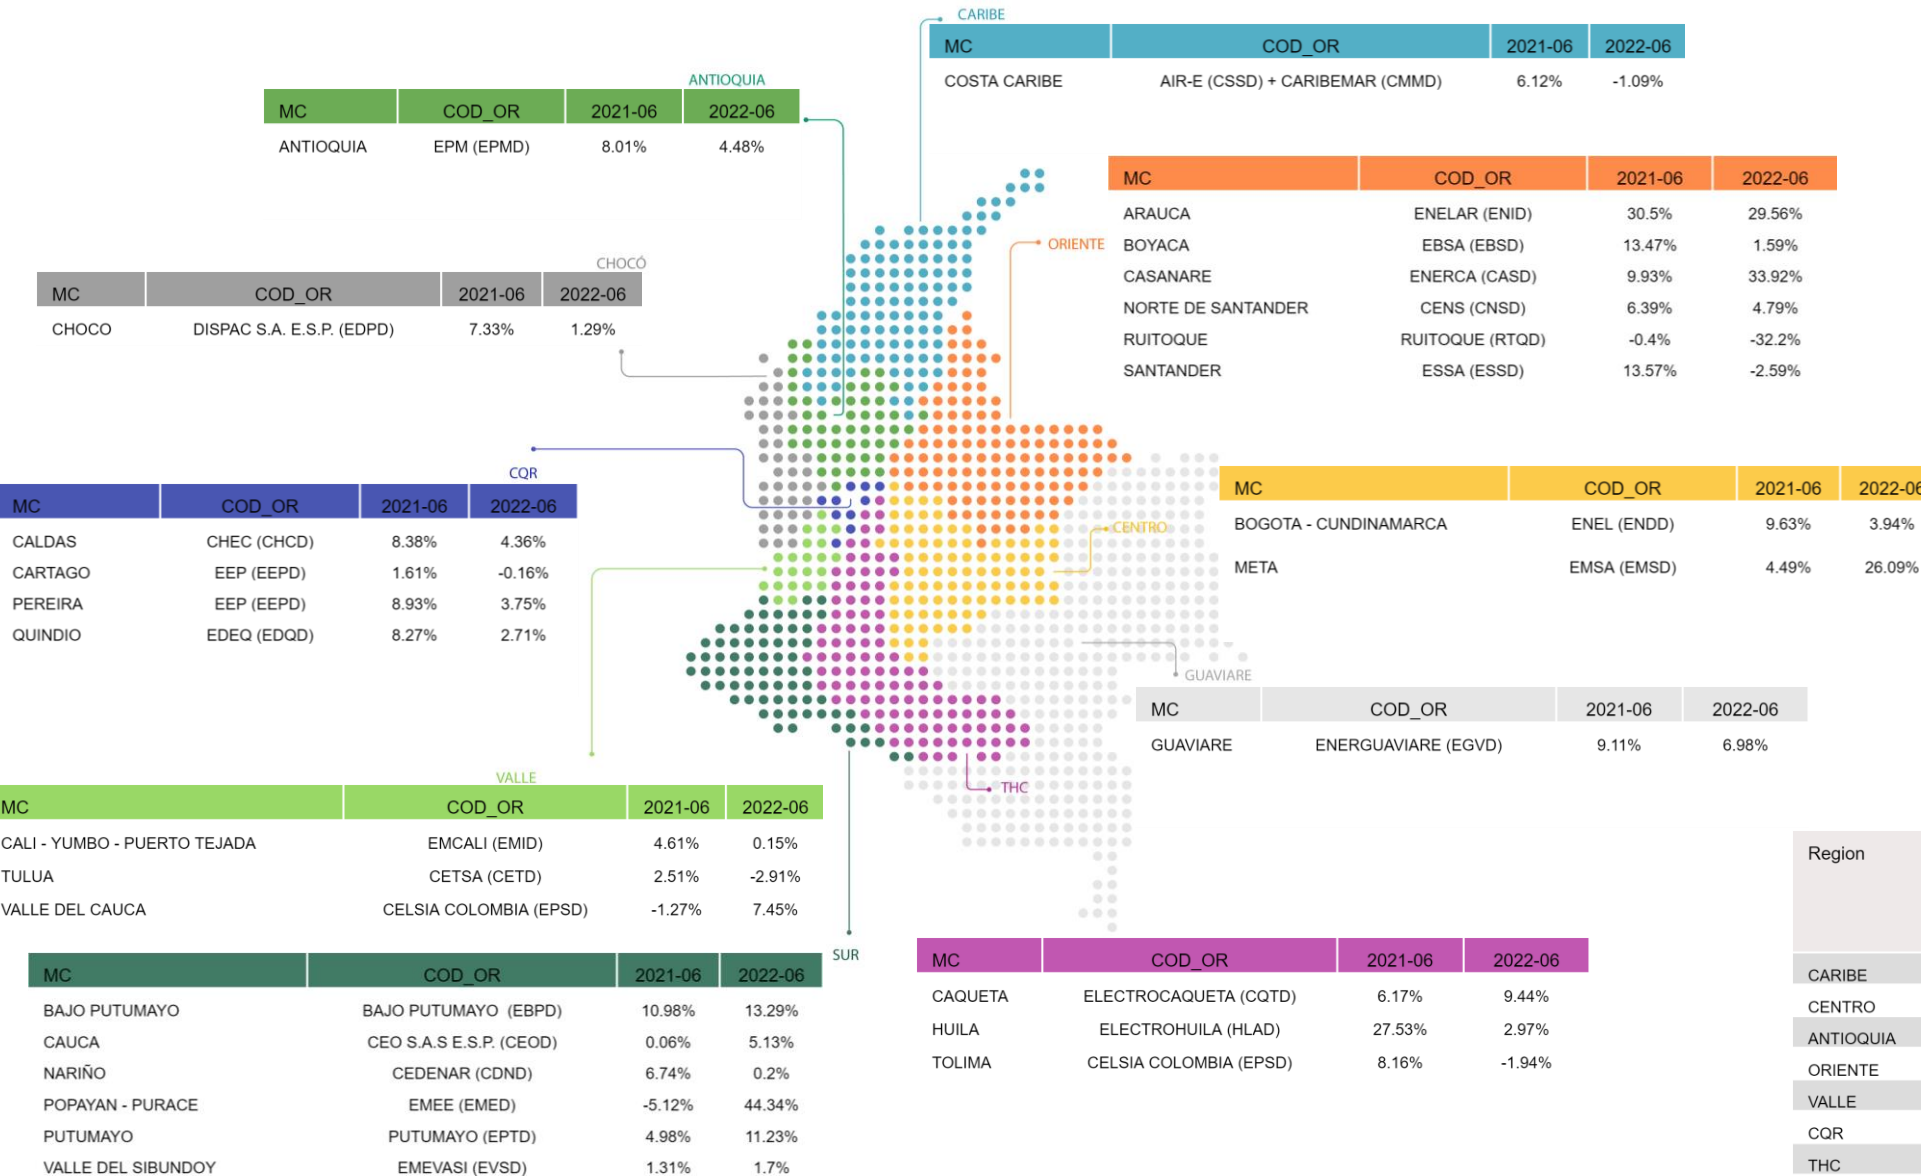 CARIBE
MC COD_OR 2021-06 2022-06
COSTA CARIBE AIR-E (CSSD) + CARIBEMAR (CMMD) 6.12% -1.09%
ANTIOQUIA
MC COD_OR 2021-06 2022-06
ANTIOQUIA EPM (EPMD) 8.01% 4.48%
ORIENTE
MC COD_OR 2021-06 2022-06
ARAUCA ENELAR (ENID) 30.5% 29.56%
BOYACA EBSA (EBSD) 13.47% 1.59%
CASANARE ENERCA (CASD) 9.93% 33.92%
NORTE DE SANTANDER CENS (CNSD) 6.39% 4.79%
RUITOQUE RUITOQUE (RTQD) -0.4% -32.2%
SANTANDER ESSA (ESSD) 13.57% -2.59%
CHOCÓ
MC COD_OR 2021-06 2022-06
CHOCO DISPAC S.A. E.S.P. (EDPD) 7.33% 1.29%
CQR
MC COD_OR 2021-06 2022-06
CALDAS CHEC (CHCD) 8.38% 4.36%
CARTAGO EEP (EEPD) 1.61% -0.16%
PEREIRA EEP (EEPD) 8.93% 3.75%
QUINDIO EDEQ (EDQD) 8.27% 2.71%
CENTRO
MC COD_OR 2021-06 2022-06
BOGOTA - CUNDINAMARCA ENEL (ENDD) 9.63% 3.94%
META EMSA (EMSD) 4.49% 26.09%
GUAVIARE
MC COD_OR 2021-06 2022-06
GUAVIARE ENERGUAVIARE (EGVD) 9.11% 6.98%
VALLE
MC COD_OR 2021-06 2022-06
CALI - YUMBO - PUERTO TEJADA EMCALI (EMID) 4.61% 0.15%
TULUA CETSA (CETD) 2.51% -2.91%
VALLE DEL CAUCA CELSIA COLOMBIA (EPSD) -1.27% 7.45%
SUR
MC COD_OR 2021-06 2022-06
BAJO PUTUMAYO BAJO PUTUMAYO (EBPD) 10.98% 13.29%
CAUCA CEO S.A.S E.S.P. (CEOD) 0.06% 5.13%
NARIÑO CEDENAR (CDND) 6.74% 0.2%
POPAYAN - PURACE EMEE (EMED) -5.12% 44.34%
PUTUMAYO PUTUMAYO (EPTD) 4.98% 11.23%
VALLE DEL SIBUNDOY EMEVASI (EVSD) 1.31% 1.7%
THC
MC COD_OR 2021-06 2022-06
CAQUETA ELECTROCAQUETA (CQTD) 6.17% 9.44%
HUILA ELECTROHUILA (HLAD) 27.53% 2.97%
TOLIMA CELSIA COLOMBIA (EPSD) 8.16% -1.94%
Region
CARIBE
CENTRO
ANTIOQUIA
ORIENTE
VALLE
CQR
THC